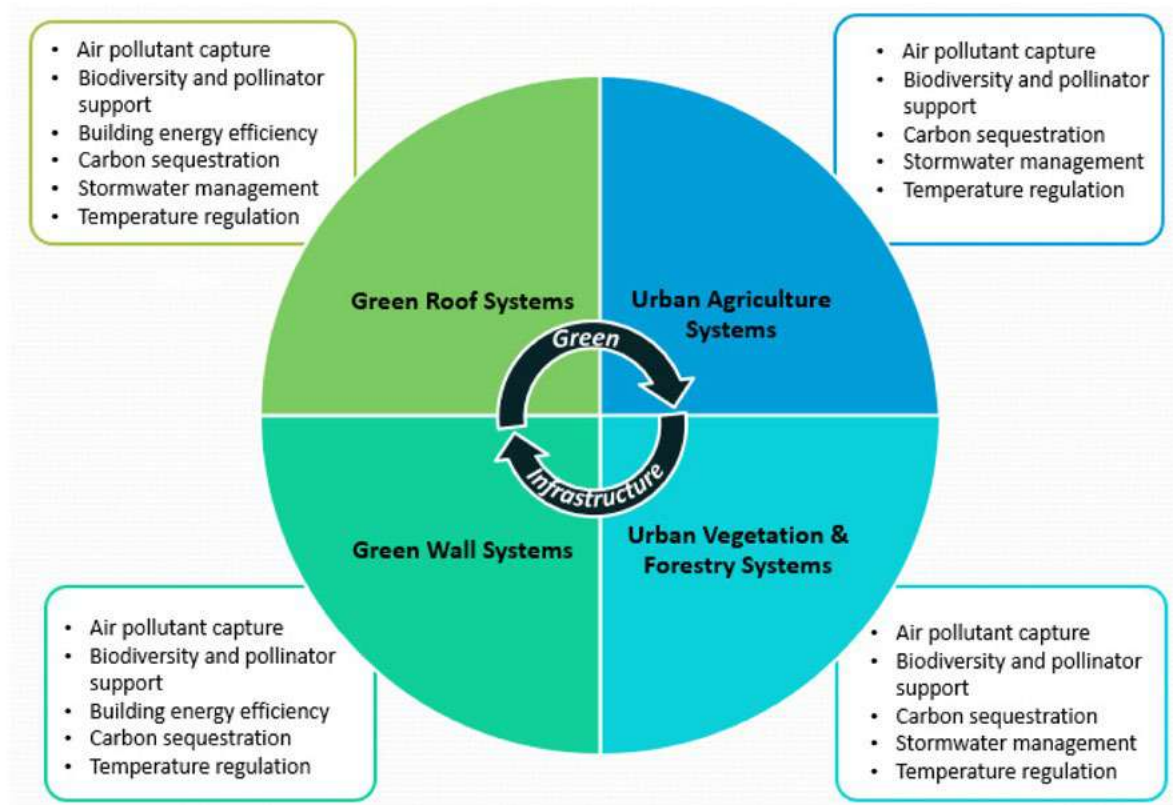 • Air pollutant capture
• Biodiversity and pollinator
support
• Building energy efficiency
• Carbon sequestration
• Stormwater management
• Temperature regulation
• Air pollutant capture
• Biodiversity and pollinator
support
• Carbon sequestration
• Stormwater management
• Temperature regulation
Green Roof Systems
Urban Agriculture
Systems
Green
Infrastructure
Green Wall Systems
Urban Vegetation &
Forestry Systems
• Air pollutant capture
• Biodiversity and pollinator
support
• Building energy efficiency
• Carbon sequestration
• Temperature regulation
• Air pollutant capture
• Biodiversity and pollinator
support
• Carbon sequestration
• Stormwater management
• Temperature regulation